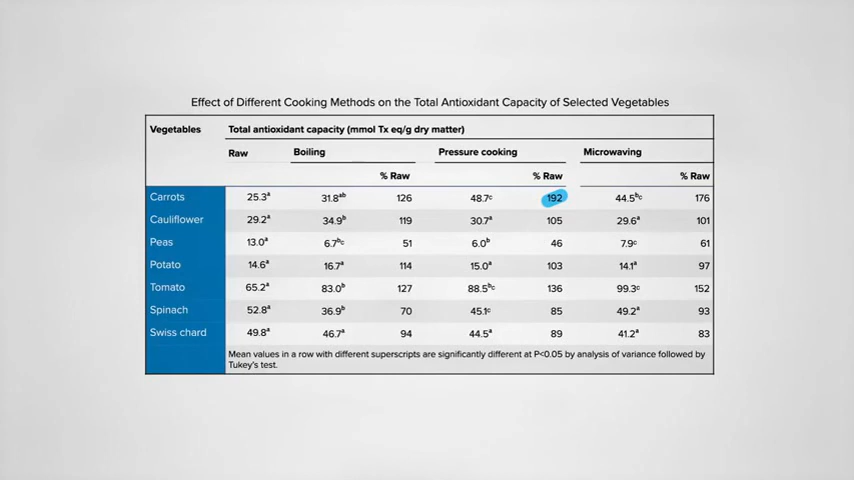 Effect of Different Cooking Methods on the Total Antioxidant Capacity of Selected Vegetables
Vegetables Total antioxidant capacity (mmol Tx eq/g dry matter)
Raw Boiling Pressure cooking Microwaving
% Raw % Raw % Raw
Carrots 25.3ª 31.8ᵃᵇ 126 48.7ᶜ 192 44.5ᵇᶜ 176
Cauliflower 29.2ª 34.9ᵇ 119 30.7ª 105 29.6ª 101
Peas 13.0ª 6.7ᵇᶜ 51 6.0ᵇ 46 7.9ᶜ 61
Potato 14.6ª 16.7ª 114 15.0ª 103 14.1ª 97
Tomato 65.2ª 83.0ᵇ 127 88.5ᵇᶜ 136 99.3ᶜ 152
Spinach 52.8ª 36.9ᵇ 70 45.1ᶜ 85 49.2ª 93
Swiss chard 49.8ª 46.7ª 94 44.5ª 89 41.2ª 83
Mean values in a row with different superscripts are significantly different at P<0.05 by analysis of variance followed by
Tukey's test.